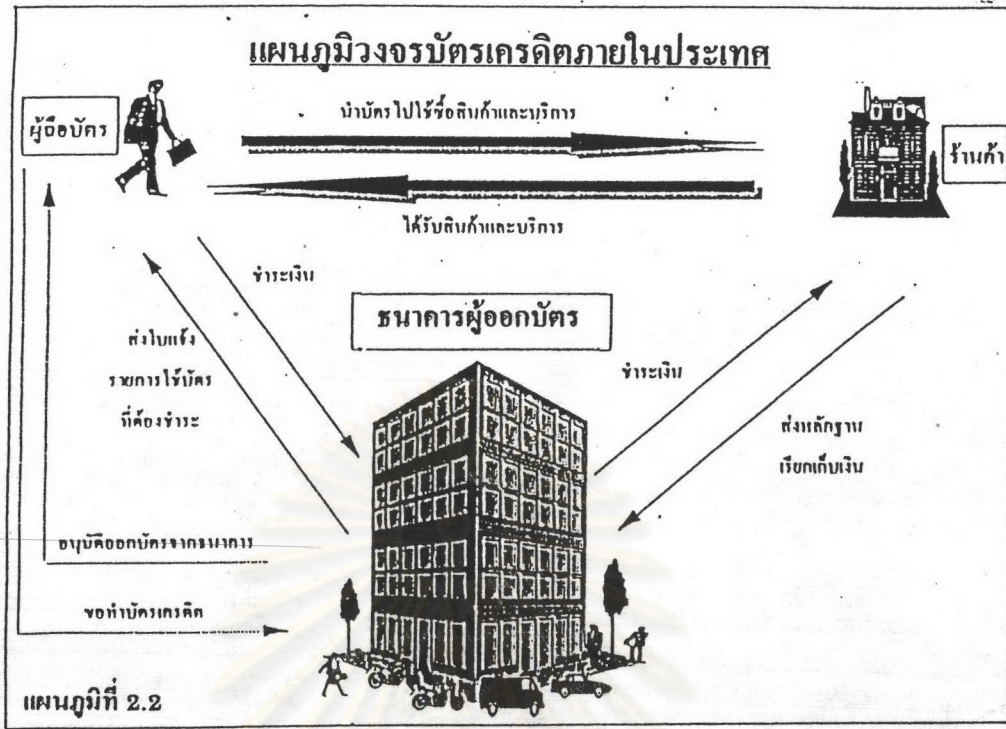 แผนภูมิวงจรบัตรเครดิตภายในประเทศ
ผู้ถือบัตร
นำบัตรไปใช้ซื้อสินค้าและบริการ
ร้านค้า
ได้รับสินค้าและบริการ
ชำระเงิน
ธนาคารผู้ออกบัตร
ส่งใบแจ้ง
รายการใช้บัตร
ที่ต้องชำระ
ชำระเงิน
ส่งหลักฐาน
เรียกเก็บเงิน
อนุมัติออกบัตรจากธนาคาร
ขอทำบัตรเครดิต
แผนภูมิที่ 2.2